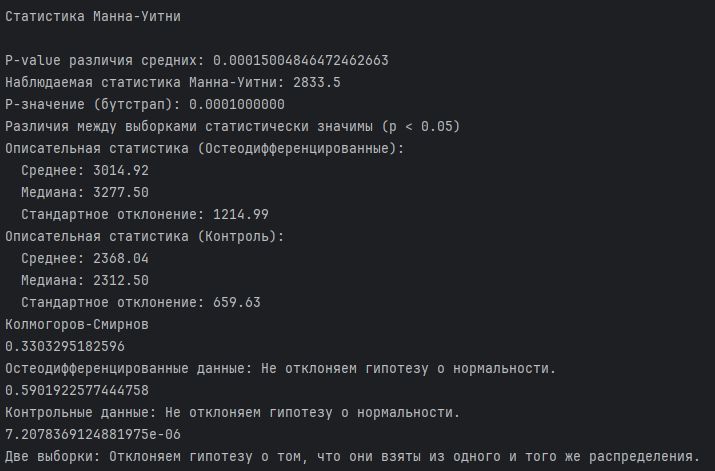 Статистика Манна-Уитни
P-value различия средних: 0.00015004846472462663
Наблюдаемая статистика Манна-Уитни: 2833.5
P-значение (бутстрап): 0.0001000000
Различия между выборками статистически значимы (p < 0.05)
Описательная статистика (Остеодифференцированные):
Среднее: 3014.92
Медиана: 3277.50
Стандартное отклонение: 1214.99
Описательная статистика (Контроль):
Среднее: 2368.04
Медиана: 2312.50
Стандартное отклонение: 659.63
Колмогоров-Смирнов
0.3303295182596
Остеодифференцированные данные: Не отклоняем гипотезу о нормальности.
0.5901922577444758
Контрольные данные: Не отклоняем гипотезу о нормальности.
7.2078369124881975e-06
Две выборки: Отклоняем гипотезу о том, что они взяты из одного и того же распределения.